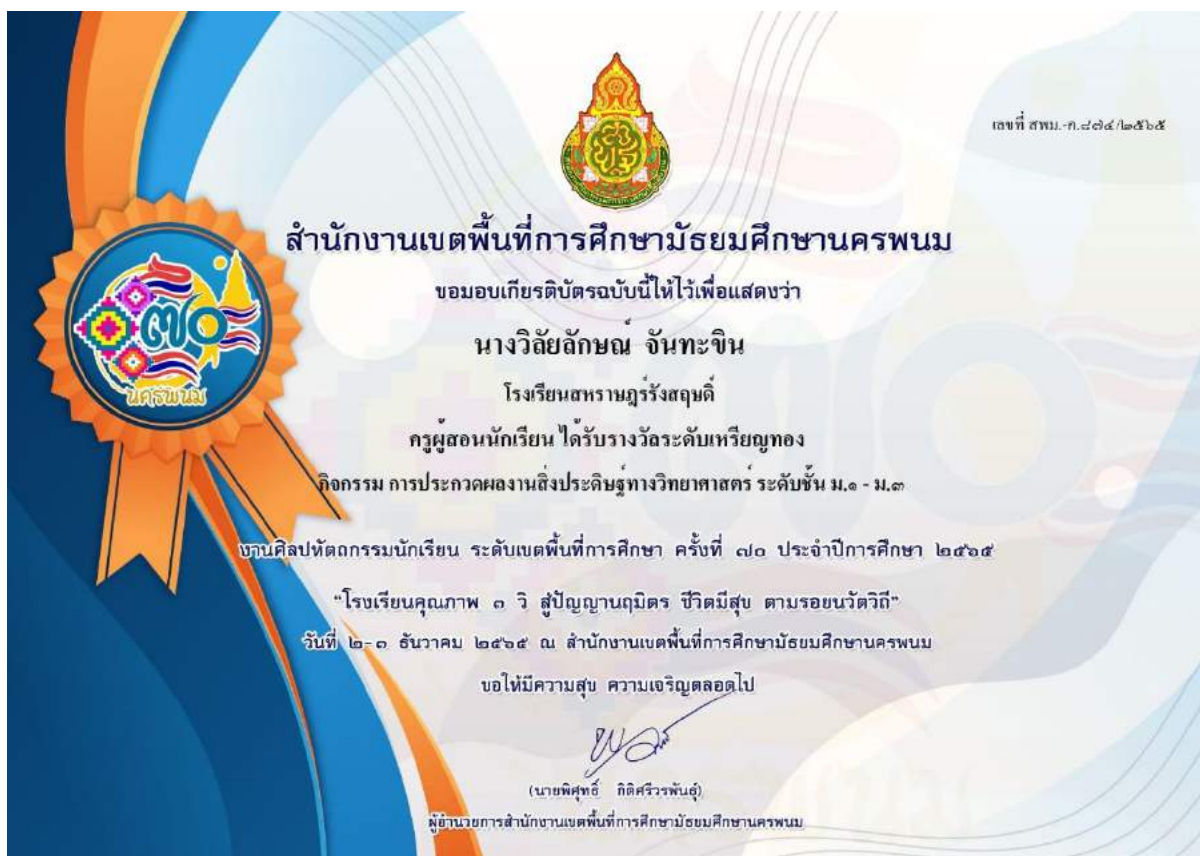 เลขที่ สพม.-ก.๘๗๔/๒๕๖๕
สำนักงานเขตพื้นที่การศึกษามัธยมศึกษานครพนม
ขอมอบเกียรติบัตรฉบับนี้ให้ไว้เพื่อแสดงว่า
นางวิลัยลักษณ์ จันทะขิน
โรงเรียนสหราษฎร์รังสฤษดิ์
ครูผู้สอนนักเรียน ได้รับรางวัลระดับเหรียญทอง
กิจกรรม การประกวดผลงานสิ่งประดิษฐ์ทางวิทยาศาสตร์ ระดับชั้น ม.๑ - ม.๓
๗๐
นครพนม
งานศิลปหัตถกรรมนักเรียน ระดับเขตพื้นที่การศึกษา ครั้งที่ ๗๐ ประจำปีการศึกษา ๒๕๖๕
"โรงเรียนคุณภาพ ๓ วิ สู่ปัญญานฤมิตร ชีวิตมีสุข ตามรอยนวัตวิถี"
วันที่ ๒-๓ ธันวาคม ๒๕๖๕ ณ สำนักงานเขตพื้นที่การศึกษามัธยมศึกษานครพนม
ขอให้มีความสุข ความเจริญตลอดไป
(นายพิศุทธิ์ กิติศรีวรพันธุ์)
ผู้อำนวยการสำนักงานเขตพื้นที่การศึกษามัธยมศึกษานครพนม